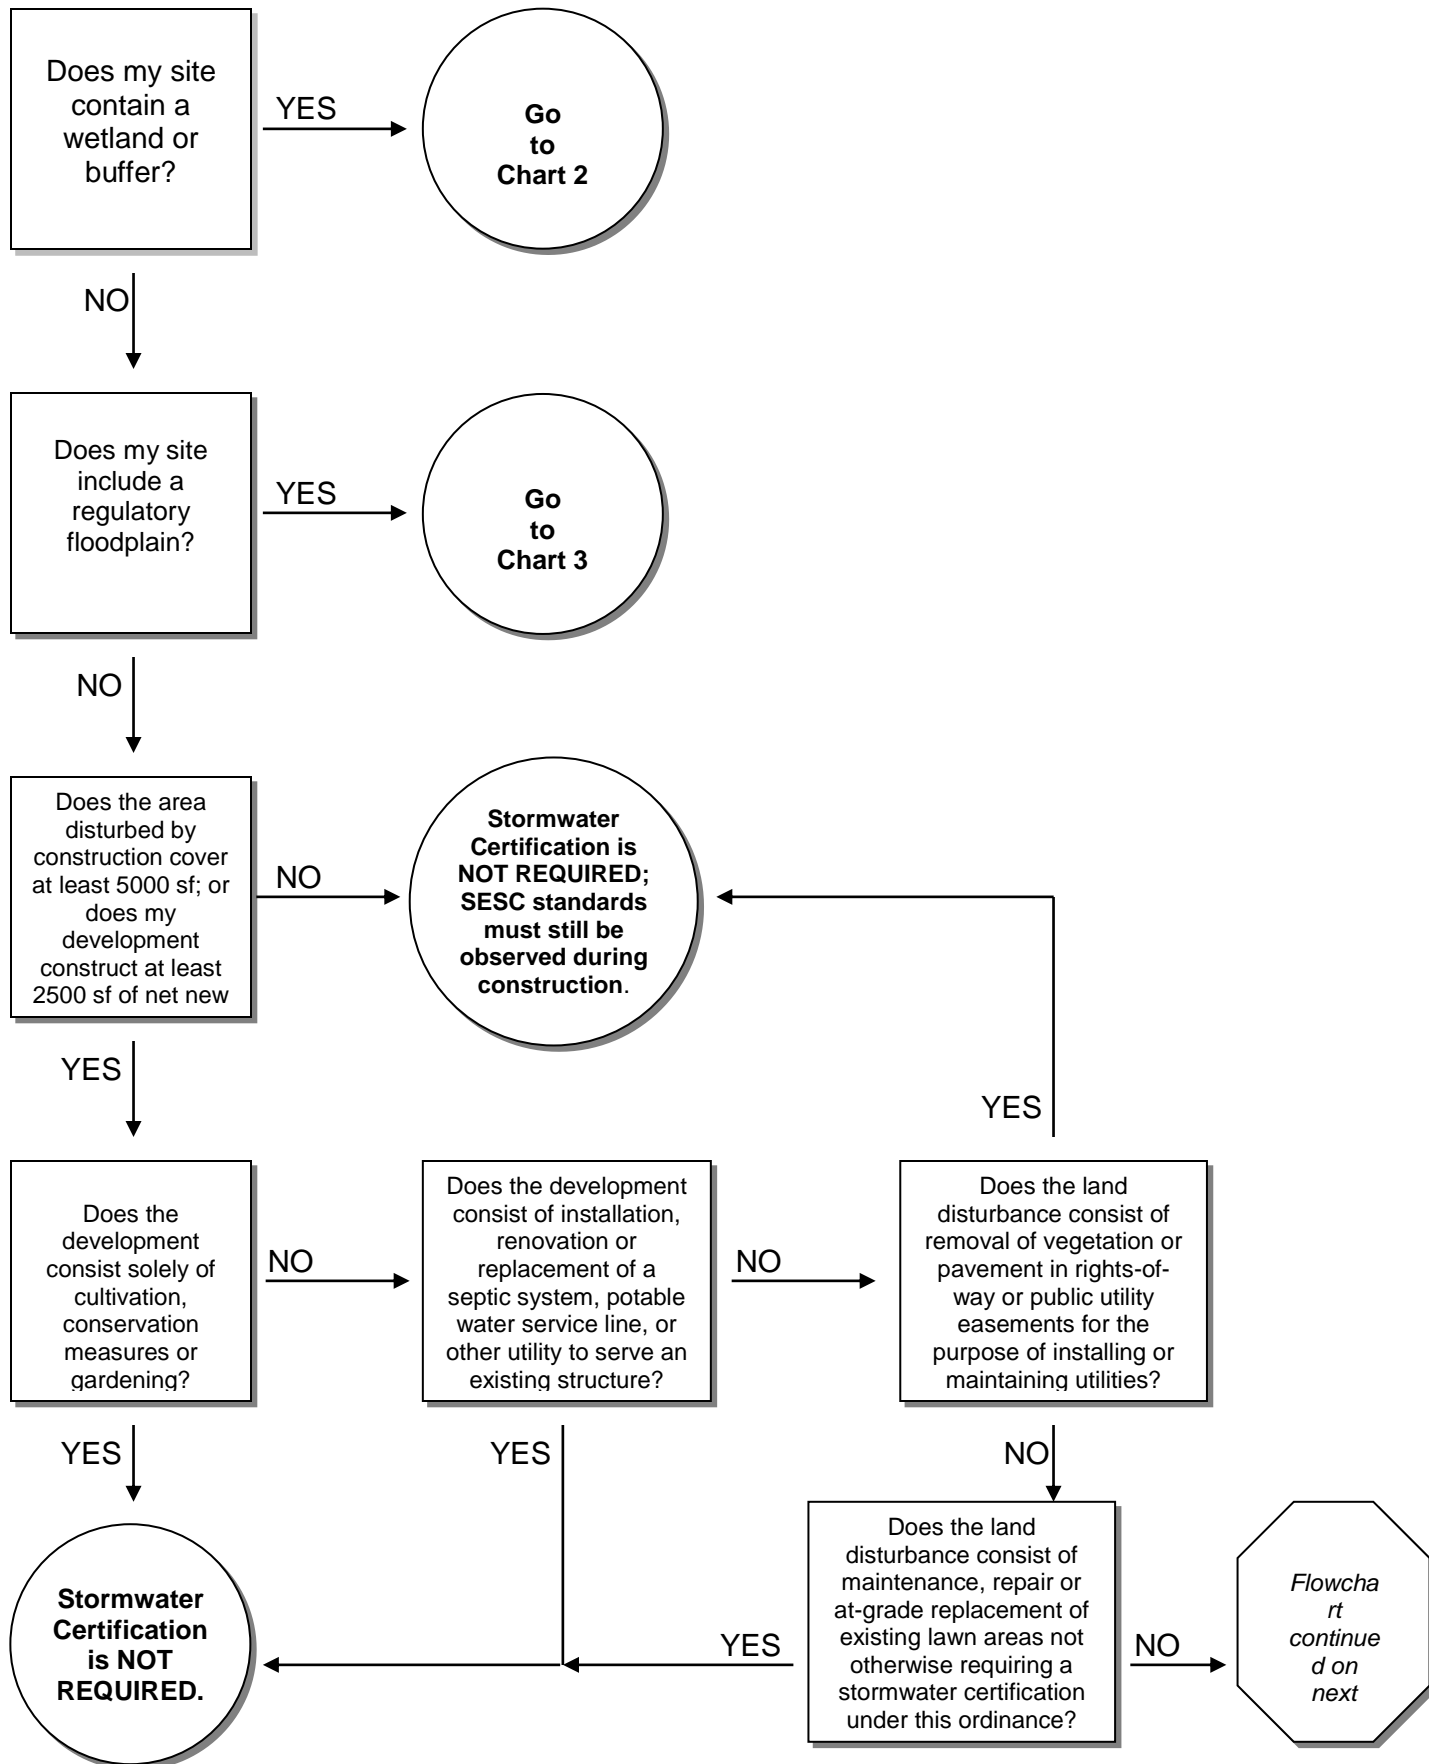 Does my site
contain a
wetland or
buffer?
YES
Go
to
Chart 2
NO
Does my site
include a
regulatory
floodplain?
YES
Go
to
Chart 3
NO
Does the area
disturbed by
construction cover
at least 5000 sf; or
does my
development
construct at least
2500 sf of net new
NO
Stormwater
Certification is
NOT REQUIRED;
SESC standards
must still be
observed during
construction.
YES
YES
Does the
development
consist solely of
cultivation,
conservation
measures or
gardening?
NO
Does the development
consist of installation,
renovation or
replacement of a
septic system, potable
water service line, or
other utility to serve an
existing structure?
NO
Does the land
disturbance consist of
removal of vegetation or
pavement in rights-of-
way or public utility
easements for the
purpose of installing or
maintaining utilities?
YES
YES
NO
Stormwater
Certification
is NOT
REQUIRED.
YES
Does the land
disturbance consist of
maintenance, repair or
at-grade replacement of
existing lawn areas not
otherwise requiring a
stormwater certification
under this ordinance?
NO
Flowcha
rt
continue
d on
next